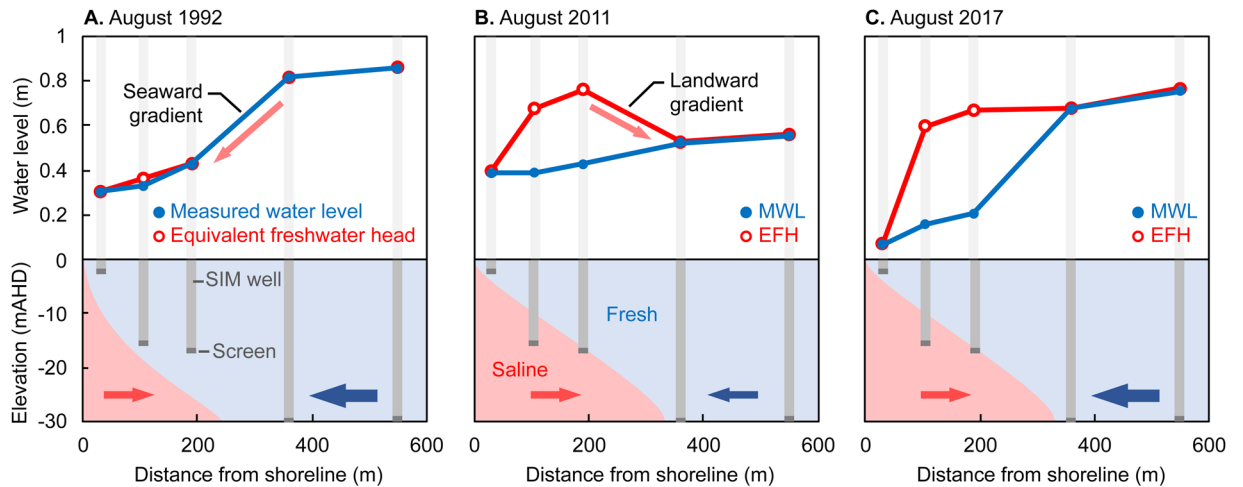 A. August 1992
B. August 2011
C. August 2017
Water level (m)
1
0.8
0.6
0.4
0.2
0
Seaward
gradient
Measured water level
Equivalent freshwater head
Landward
gradient
MWL
EFH
MWL
EFH
Elevation (mAHD)
-10
-20
-30
SIM well
Screen
Fresh
Saline
0
200
400
600
0
200
400
600
0
200
400
600
Distance from shoreline (m)
Distance from shoreline (m)
Distance from shoreline (m)